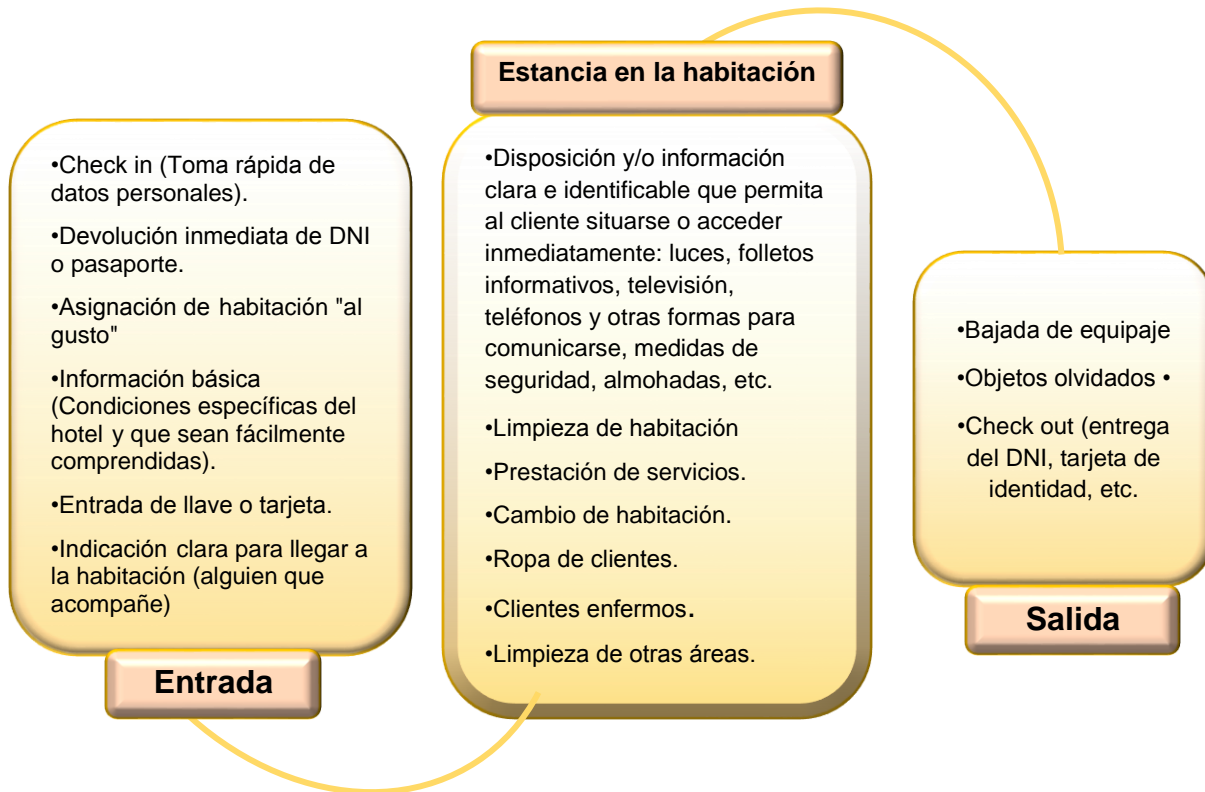 •Check in (Toma rápida de
datos personales).
•Devolución inmediata de DNI
o pasaporte.
•Asignación de habitación "al
gusto"
•Información básica
(Condiciones específicas del
hotel y que sean fácilmente
comprendidas).
•Entrada de llave o tarjeta.
•Indicación clara para llegar a
la habitación (alguien que
acompañe)
Entrada
Estancia en la habitación
•Disposición y/o información
clara e identificable que permita
al cliente situarse o acceder
inmediatamente: luces, folletos
informativos, televisión,
teléfonos y otras formas para
comunicarse, medidas de
seguridad, almohadas, etc.
•Limpieza de habitación
•Prestación de servicios.
•Cambio de habitación.
•Ropa de clientes.
•Clientes enfermos.
•Limpieza de otras áreas.
•Bajada de equipaje
•Objetos olvidados •
•Check out (entrega
del DNI, tarjeta de
identidad, etc.
Salida